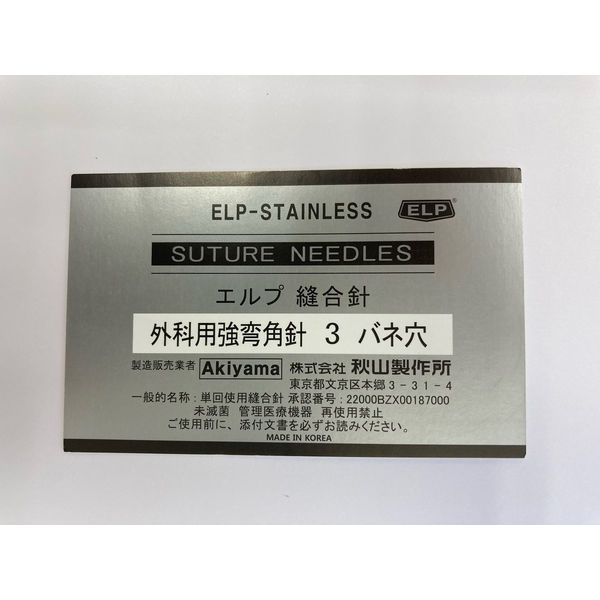 ELP-STAINLESS ELP®
SUTURE NEEDLES
エルプ 縫合針
外科用強弯角針 3 バネ穴
製造販売業者 Akiyama 株式会社 秋山製作所
東京都文京区本郷3-31-4
一般的名称:単回使用縫合針 承認番号:22000BZX00187000
未滅菌 管理医療機器 再使用禁止
ご使用前に、添付文書を必ずお読みください。
MADE IN KOREA